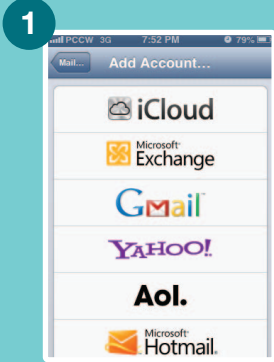 1
PCCW 3G 7:52 PM 79%
Mail... Add Account...
iCloud
Microsoft
Exchange
Gmail
YAHOO!
Aol.
Microsoft
Hotmail